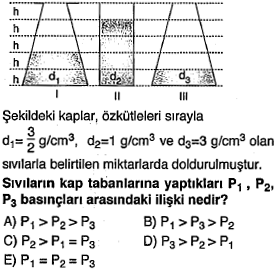 h
h
h
h
h
h
d₁ d₂ d₃
I II III
Şekildeki kaplar, özkütleleri sırayla
d₁= 3/2 g/cm³, d₂=1 g/cm³ ve d₃=3 g/cm³ olan
sıvılarla belirtilen miktarlarda doldurulmuştur.
Sıvıların kap tabanlarına yaptıkları P₁ , P₂,
P₃ basınçları arasındaki ilişki nedir?
A) P₁ > P₂ > P₃ B) P₁ > P₃ > P₂
C) P₂ > P₁ = P₃ D) P₃ > P₂ > P₁
E) P₁ = P₂ = P₃